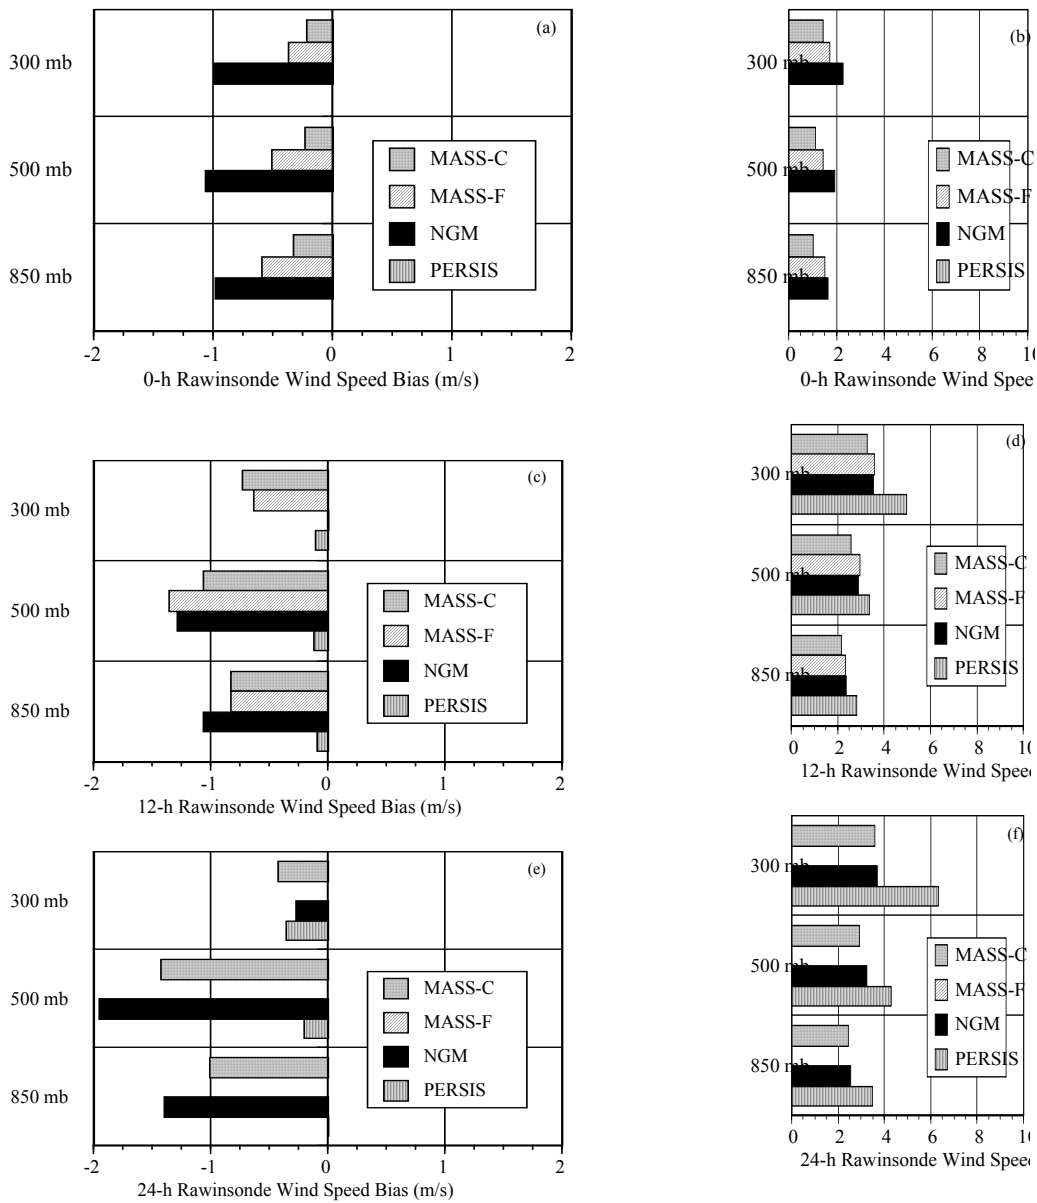 (a)
300 mb
500 mb
850 mb
MASS-C
MASS-F
NGM
PERSIS
-2 -1 0 1 2
0-h Rawinsonde Wind Speed Bias (m/s)
(b)
300 mb
500 mb
850 mb
MASS-C
MASS-F
NGM
PERSIS
0 2 4 6 8 10
0-h Rawinsonde Wind Spee
(c)
300 mb
500 mb
850 mb
MASS-C
MASS-F
NGM
PERSIS
-2 -1 0 1 2
12-h Rawinsonde Wind Speed Bias (m/s)
(d)
300 mb
500 mb
850 mb
MASS-C
MASS-F
NGM
PERSIS
0 2 4 6 8 10
12-h Rawinsonde Wind Speed
(e)
300 mb
500 mb
850 mb
MASS-C
MASS-F
NGM
PERSIS
-2 -1 0 1 2
24-h Rawinsonde Wind Speed Bias (m/s)
(f)
300 mb
500 mb
850 mb
MASS-C
MASS-F
NGM
PERSIS
0 2 4 6 8 10
24-h Rawinsonde Wind Speed